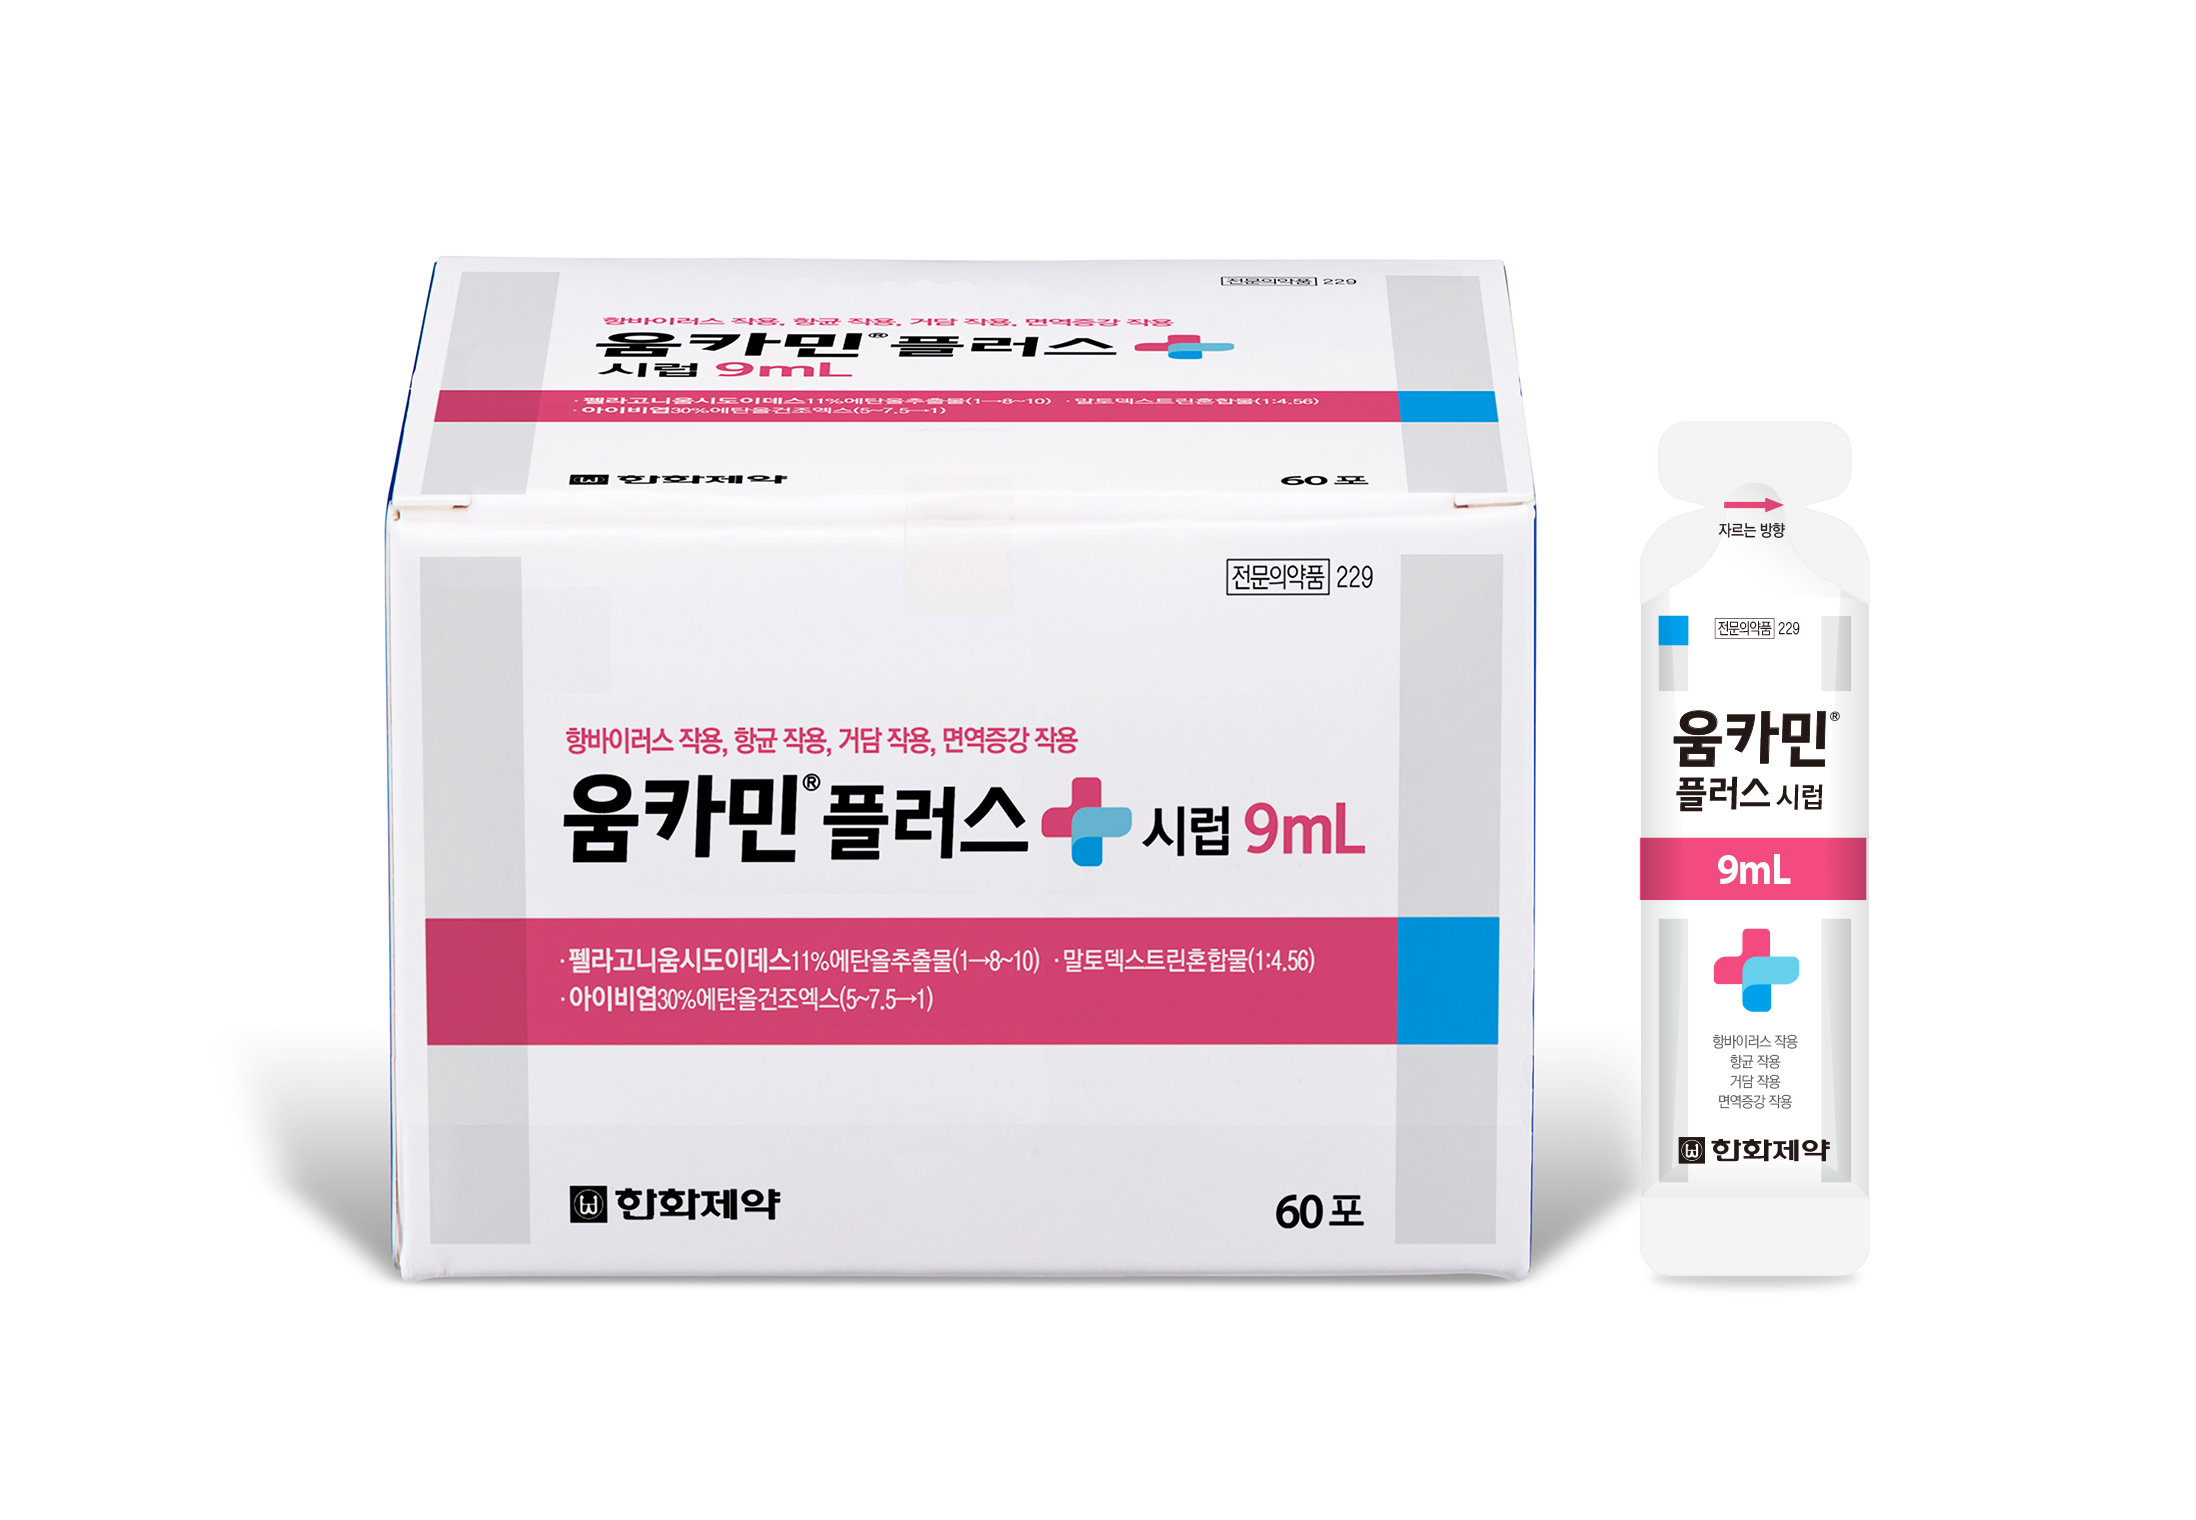 전문의약품 229
항바이러스 작용, 항균 작용, 거담 작용, 면역증강 작용
움카민® 플러스
시럽 9mL
· 펠라고니움시도이데스11%에탄올추출물(1→8~10) · 말토덱스트린혼합물(1:4.56)
· 아이비엽30%에탄올건조엑스(5~7.5→1)
한화제약 60포
전문의약품 229
항바이러스 작용, 항균 작용, 거담 작용, 면역증강 작용
움카민® 플러스 시럽 9mL
· 펠라고니움시도이데스11%에탄올추출물(1→8~10) · 말토덱스트린혼합물(1:4.56)
· 아이비엽30%에탄올건조엑스(5~7.5→1)
한화제약 60포
자르는 방향
전문의약품 229
움카민®
플러스 시럽
9mL
항바이러스 작용
항균 작용
거담 작용
면역증강 작용
한화제약